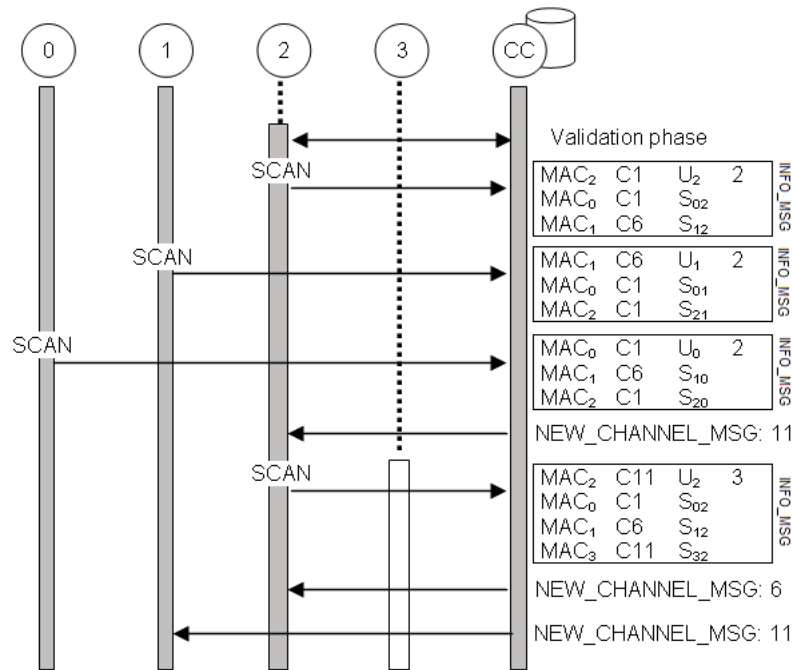 0 1 2 3 CC
Validation phase
SCAN
MAC₂ C1 U₂ 2
MAC₀ C1 S₀₂
MAC₁ C6 S₁₂
INFO_MSG
SCAN
MAC₁ C6 U₁ 2
MAC₀ C1 S₀₁
MAC₂ C1 S₂₁
INFO_MSG
SCAN
MAC₀ C1 U₀ 2
MAC₁ C6 S₁₀
MAC₂ C1 S₂₀
INFO_MSG
NEW_CHANNEL_MSG: 11
SCAN
MAC₂ C11 U₂ 3
MAC₀ C1 S₀₂
MAC₁ C6 S₁₂
MAC₃ C11 S₃₂
INFO_MSG
NEW_CHANNEL_MSG: 6
NEW_CHANNEL_MSG: 11